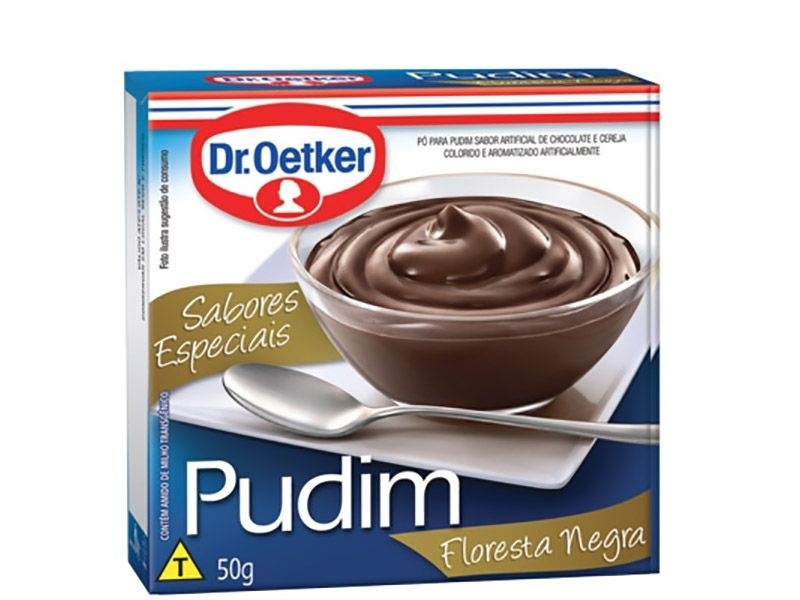 Dr.Oetker
Pudim
Dr.Oetker
PÓ PARA PUDIM SABOR ARTIFICIAL DE CHOCOLATE E CEREJA
COLORIDO E AROMATIZADO ARTIFICIALMENTE
Foto ilustra sugestão de consumo
Sabores
Especiais
CONTÉM AMIDO DE MILHO TRANSGÊNICO
Pudim
Floresta Negra
T
50g